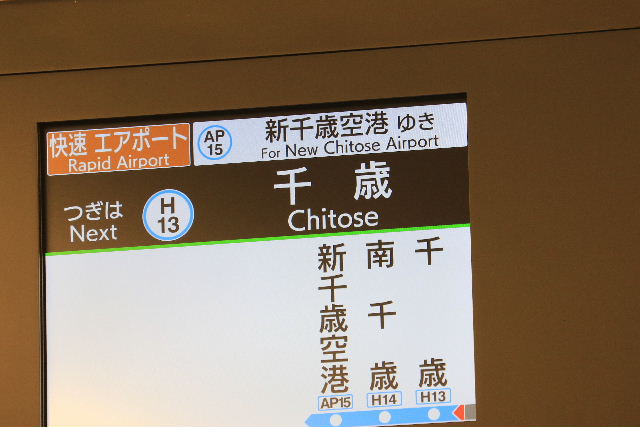 快速 エアポート
Rapid Airport
AP
15
新千歳空港 ゆき
For New Chitose Airport
つぎは
Next
H
13
千歳
Chitose
千歳
H13
南千歳
H14
新千歳空港
AP15